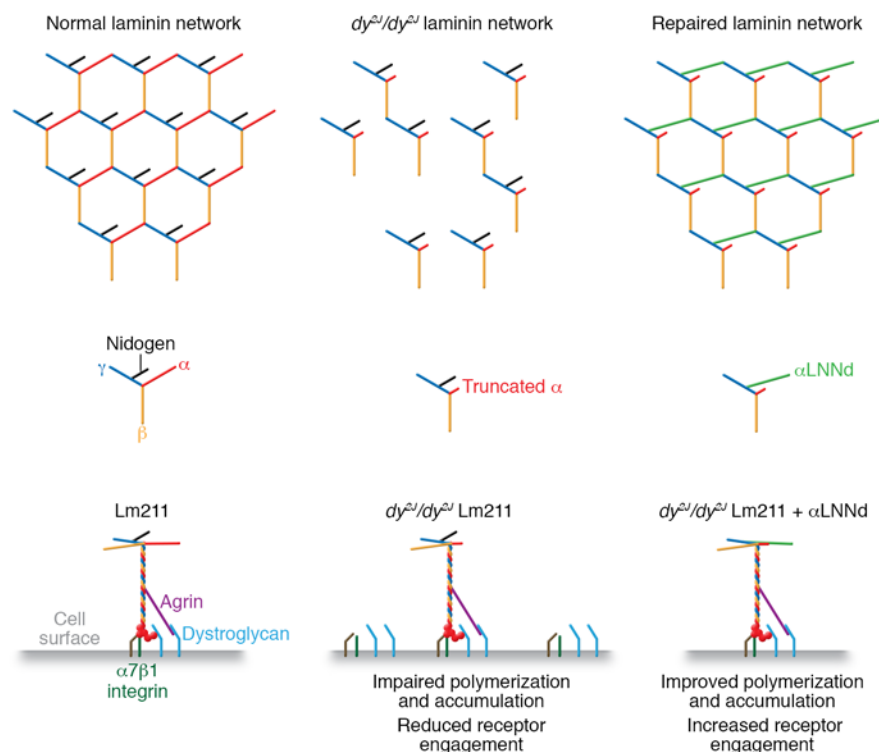 Normal laminin network
dy²ᴶ/dy²ᴶ laminin network
Repaired laminin network
Nidogen
γ
α
β
Truncated α
αLNNd
Lm211
dy²ᴶ/dy²ᴶ Lm211
dy²ᴶ/dy²ᴶ Lm211 + αLNNd
Agrin
Cell
surface
Dystroglycan
α7β1
integrin
Impaired polymerization
and accumulation
Reduced receptor
engagement
Improved polymerization
and accumulation
Increased receptor
engagement